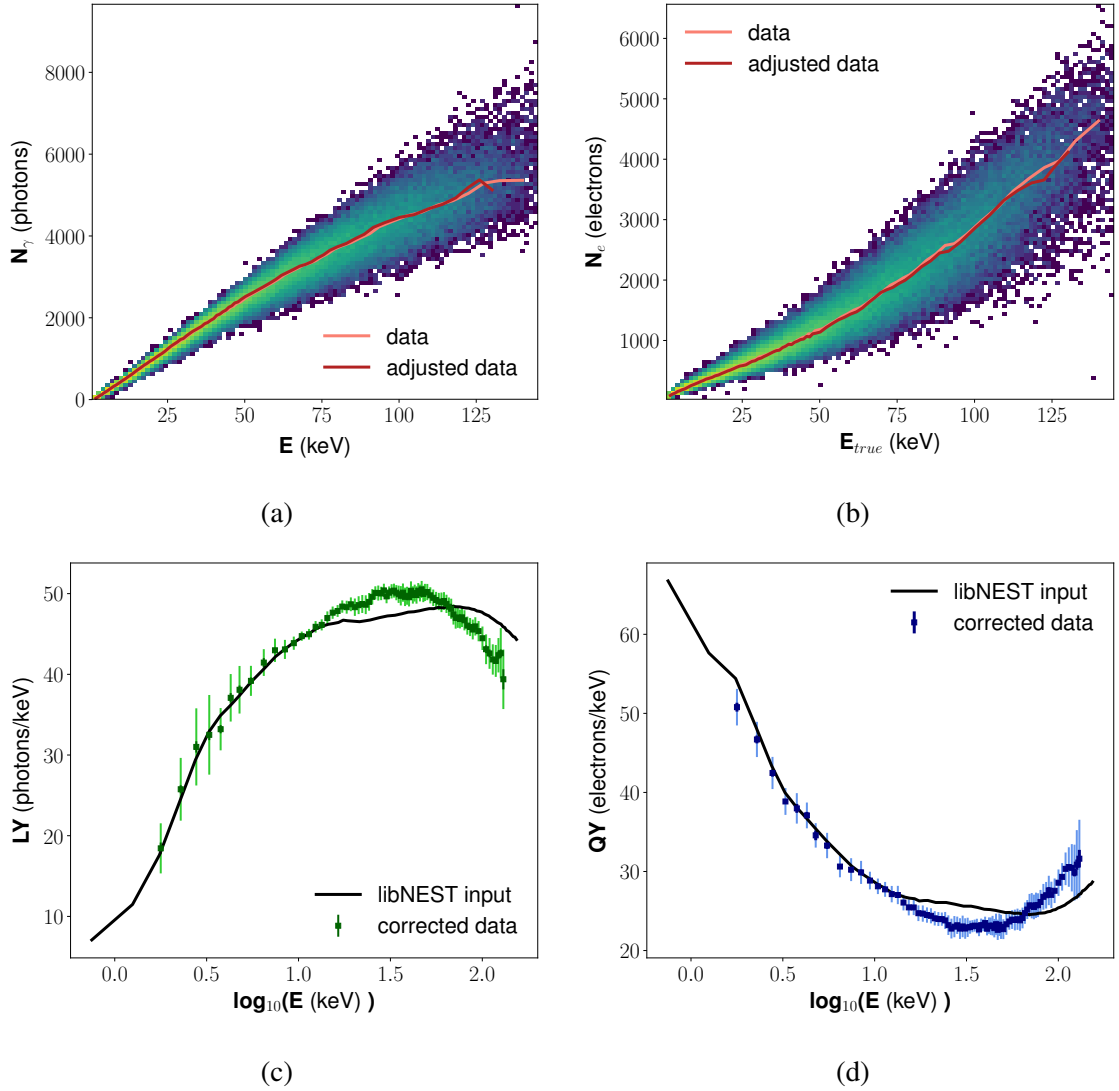 8000
6000
4000
2000
0
25
50
75
100
125
N_γ (photons)
E (keV)
data
adjusted data
(a)
6000
5000
4000
3000
2000
1000
25
50
75
100
125
N_e (electrons)
E_true (keV)
data
adjusted data
(b)
50
40
30
20
10
0.0
0.5
1.0
1.5
2.0
LY (photons/keV)
log₁₀(E (keV) )
libNEST input
corrected data
(c)
60
50
40
30
20
0.0
0.5
1.0
1.5
2.0
QY (electrons/keV)
log₁₀(E (keV) )
libNEST input
corrected data
(d)